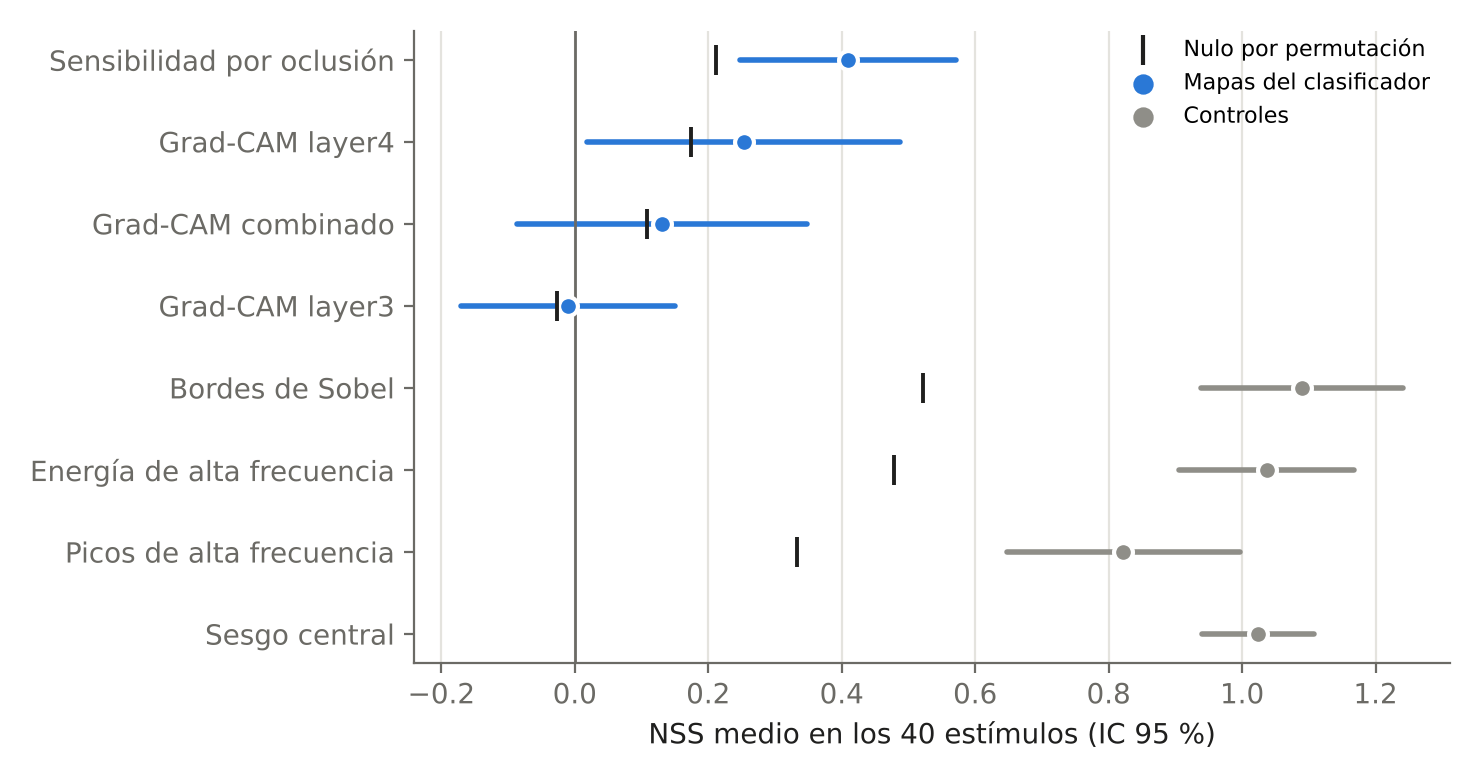 Sensibilidad por oclusión
Grad-CAM layer4
Grad-CAM combinado
Grad-CAM layer3
Bordes de Sobel
Energía de alta frecuencia
Picos de alta frecuencia
Sesgo central
Nulo por permutación
Mapas del clasificador
Controles
−0.2 0.0 0.2 0.4 0.6 0.8 1.0 1.2
NSS medio en los 40 estímulos (IC 95 %)